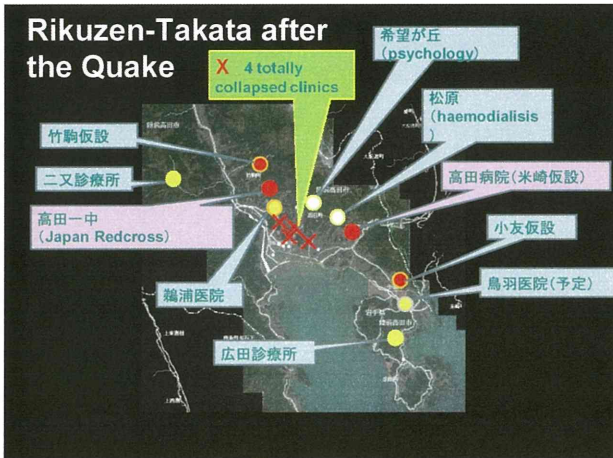 Rikuzen-Takata after
the Quake
X 4 totally
collapsed clinics
希望が丘
(psychology)
松原
(haemodialisis
)
竹駒仮設
二又診療所
高田病院(米崎仮設)
高田一中
(Japan Redcross)
小友仮設
鵜浦医院
鳥羽医院(予定)
広田診療所